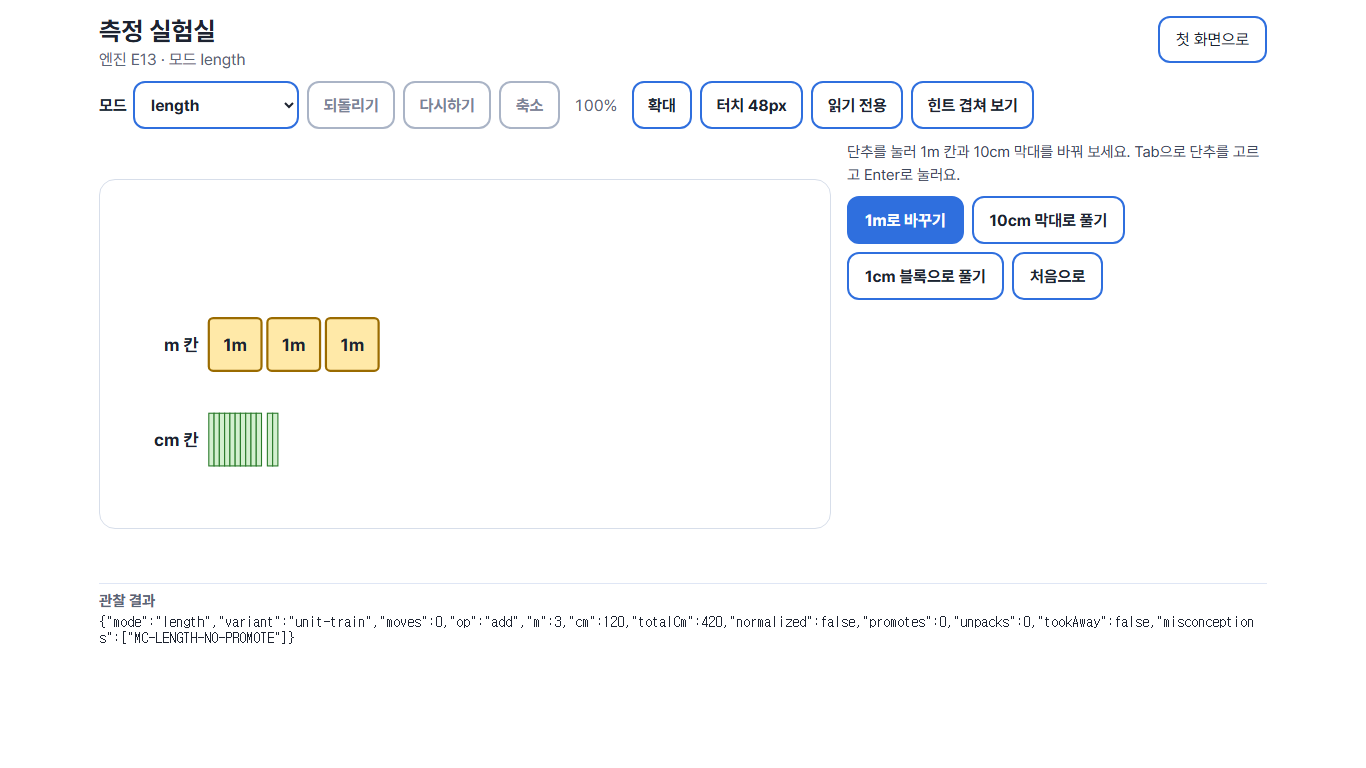 측정 실험실
첫 화면으로
엔진 E13 · 모드 length
모드 length 되돌리기 다시하기 축소 100% 확대 터치 48px 읽기 전용 힌트 겹쳐 보기
단추를 눌러 1m 칸과 10cm 막대를 바꿔 보세요. Tab으로 단추를 고르
고 Enter로 눌러요.
1m로 바꾸기 10cm 막대로 풀기
1cm 블록으로 풀기 처음으로
m 칸 1m 1m 1m
cm 칸
관찰 결과
{"mode":"length","variant":"unit-train","moves":0,"op":"add","m":3,"cm":120,"totalCm":420,"normalized":false,"promotes":0,"unpacks":0,"tookAway":false,"misconception
s":["MC-LENGTH-NO-PROMOTE"]}